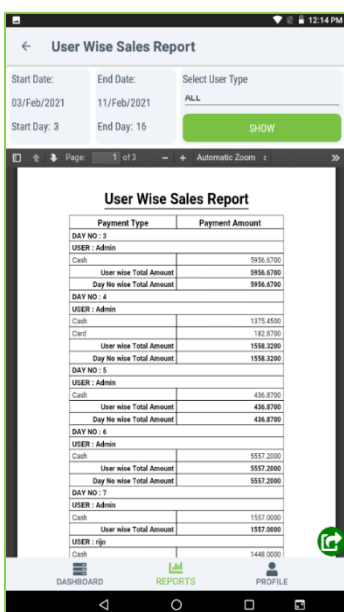 12:14 PM
User Wise Sales Report
Start Date: End Date: Select User Type
03/Feb/2021 11/Feb/2021 ALL
Start Day: 3 End Day: 16 SHOW
Page: 1 of 3 − + Automatic Zoom
User Wise Sales Report
Payment Type Payment Amount
DAY NO : 3
USER : Admin
Cash 5956.6700
User wise Total Amount 5956.6700
Day No wise Total Amount 5956.6700
DAY NO : 4
USER : Admin
Cash 1375.4500
Card 182.8700
User wise Total Amount 1558.3200
Day No wise Total Amount 1558.3200
DAY NO : 5
USER : Admin
Cash 436.8700
User wise Total Amount 436.8700
Day No wise Total Amount 436.8700
DAY NO : 6
USER : Admin
Cash 5557.2000
User wise Total Amount 5557.2000
Day No wise Total Amount 5557.2000
DAY NO : 7
USER : Admin
Cash 1557.0000
User wise Total Amount 1557.0000
USER : rijo
Cash 1448.0000
DASHBOARD REPORTS PROFILE